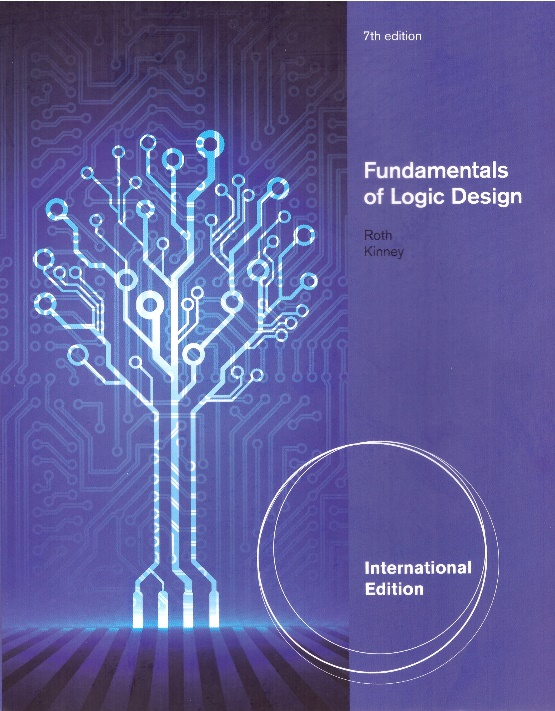 7th edition
Fundamentals
of Logic Design
Roth
Kinney
International
Edition